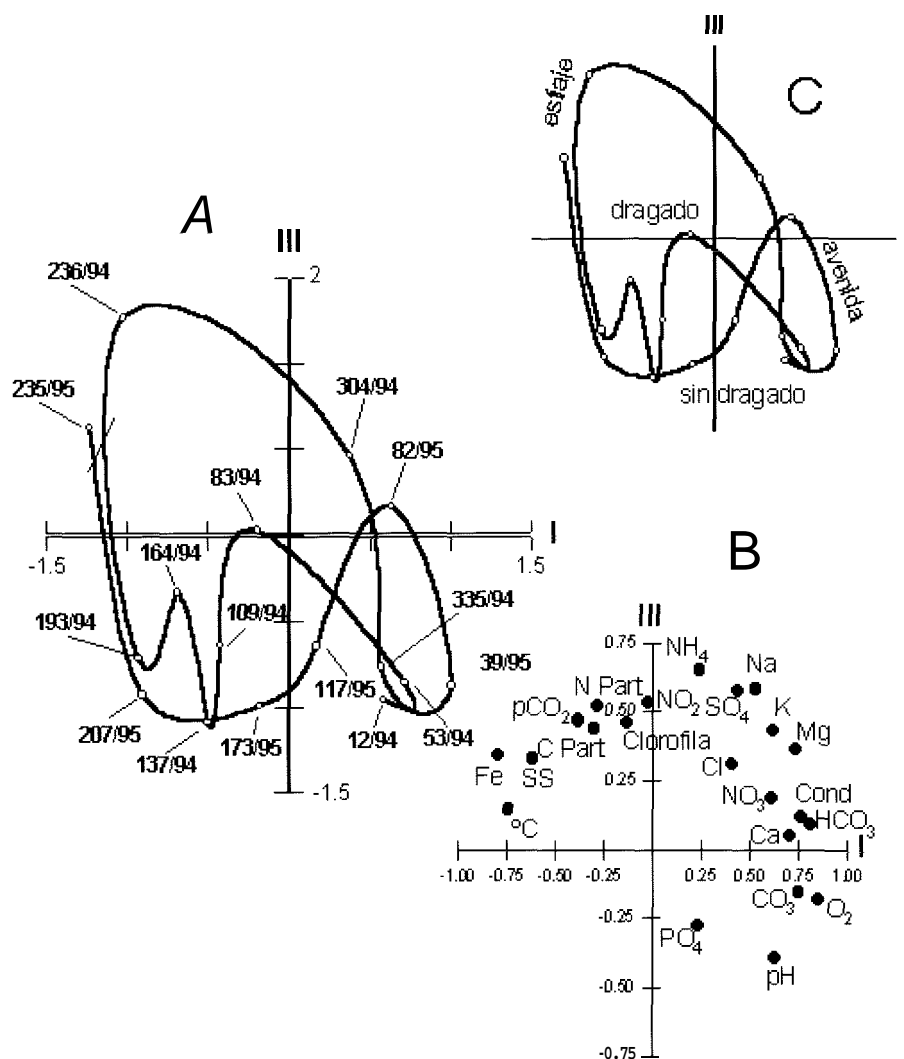 III
C
esfiaje
dragado
avenida
sin dragado
A
III
2
236/94
235/95
304/94
82/95
83/94
I
-1.5
1.5
164/94
109/94
193/94
335/94
39/95
117/95
207/95
12/94
53/94
137/94
173/95
-1.5
B
III
0.75
NH₄
Na
N Part
NO₂
SO₄
K
0.50
pCO₂
Mg
C Part
Clorofila
Fe
SS
Cl
0.25
NO₃
Cond
HCO₃
ºC
Ca
I
-1.00
-0.75
-0.50
-0.25
0.25
0.50
0.75
1.00
CO₃
O₂
-0.25
PO₄
pH
-0.50
-0.75